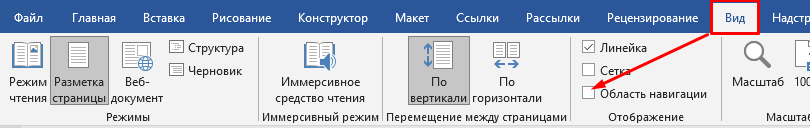 Файл Главная Вставка Рисование Конструктор Макет Ссылки Рассылки Рецензирование Вид Надстр
Режим чтения
Разметка страницы
Веб-документ
Структура
Черновик
Режимы
Иммерсивное средство чтения
Иммерсивный режим
По вертикали
По горизонтали
Перемещение между страницами
Линейка
Сетка
Область навигации
Отображение
Масштаб
100
Масшта